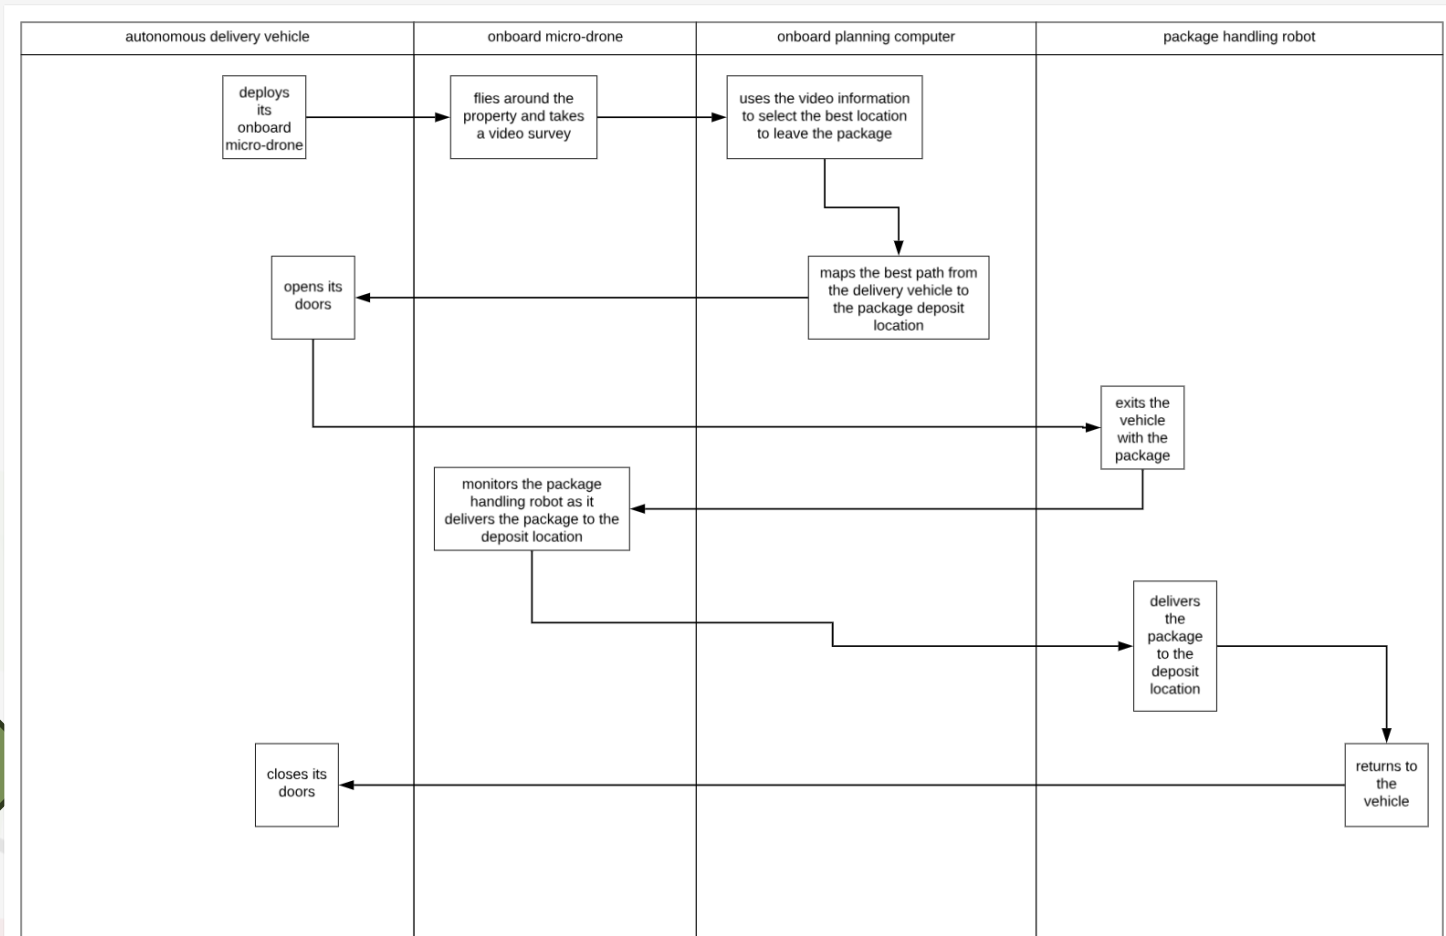 autonomous delivery vehicle
onboard micro-drone
onboard planning computer
package handling robot
deploys
its
onboard
micro-drone
flies around the
property and takes
a video survey
uses the video information
to select the best location
to leave the package
maps the best path from
the delivery vehicle to
the package deposit
location
opens its
doors
exits the
vehicle
with the
package
monitors the package
handling robot as it
delivers the package to the
deposit location
delivers
the
package
to the
deposit
location
returns to
the
vehicle
closes its
doors